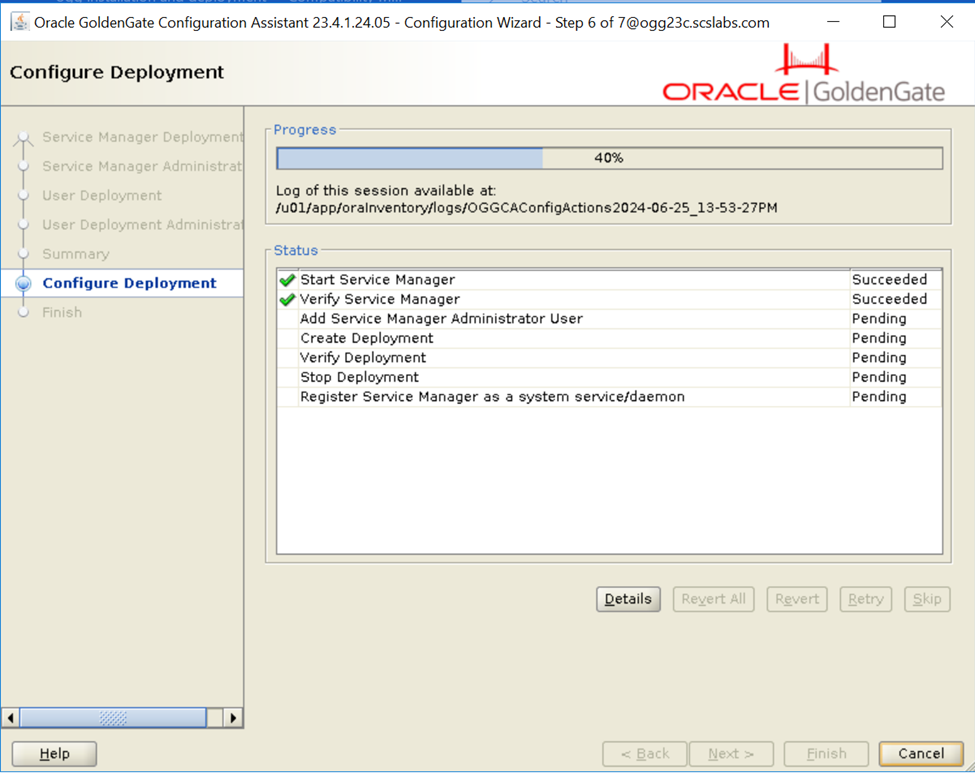 Oracle GoldenGate Configuration Assistant 23.4.1.24.05 - Configuration Wizard - Step 6 of 7@ogg23c.scslabs.com
Configure Deployment
ORACLE | GoldenGate
Service Manager Deployment
Service Manager Administrat
User Deployment
User Deployment Administrat
Summary
Configure Deployment
Finish
Progress
40%
Log of this session available at:
/u01/app/oraInventory/logs/OGGCAConfigActions2024-06-25_13-53-27PM
Status
Start Service Manager Succeeded
Verify Service Manager Succeeded
Add Service Manager Administrator User Pending
Create Deployment Pending
Verify Deployment Pending
Stop Deployment Pending
Register Service Manager as a system service/daemon Pending
Details Revert All Revert Retry Skip
Help < Back Next > Finish Cancel